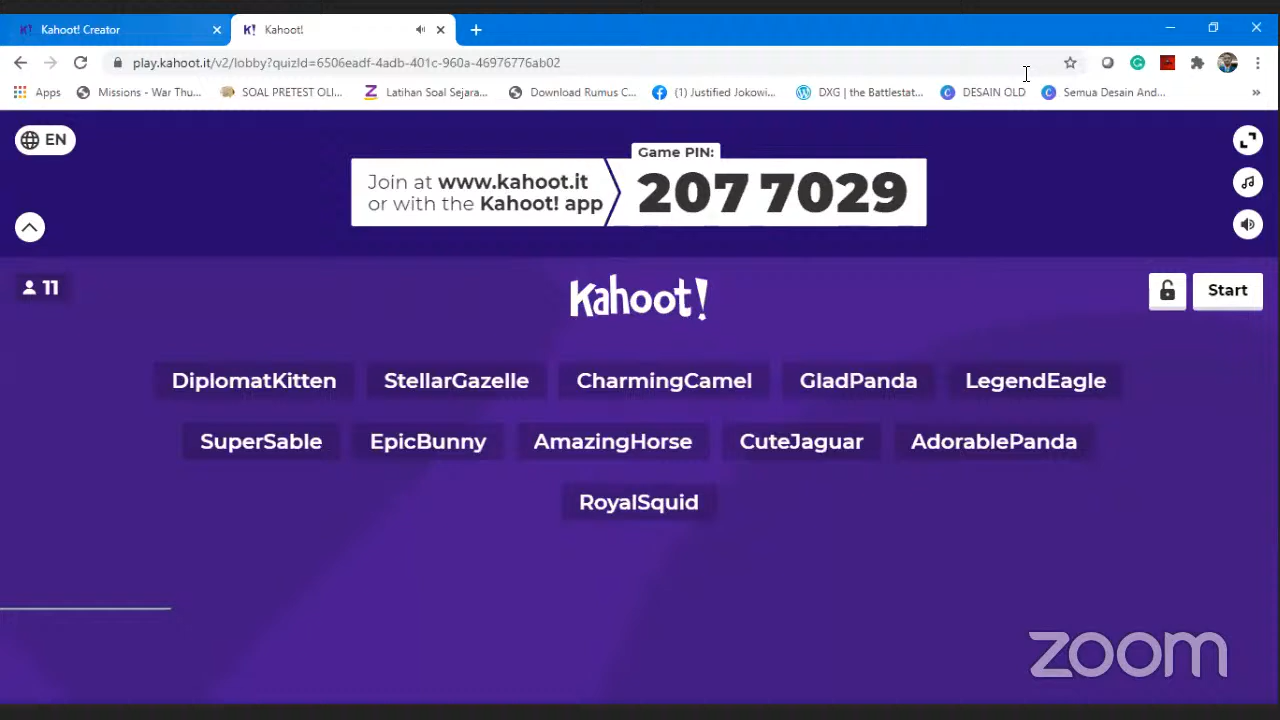 Kahoot! Creator
Kahoot!
play.kahoot.it/v2/lobby?quizId=6506eadf-4adb-401c-960a-46976776ab02
Apps
Missions - War Thu...
SOAL PRETEST OLI...
Latihan Soal Sejara...
Download Rumus C...
(1) Justified Jokowi...
DXG | the Battlestat...
DESAIN OLD
Semua Desain And...
EN
Join at www.kahoot.it
or with the Kahoot! app
Game PIN:
207 7029
11
Kahoot!
Start
DiplomatKitten StellarGazelle CharmingCamel GladPanda LegendEagle
SuperSable EpicBunny AmazingHorse CuteJaguar AdorablePanda
RoyalSquid
zoom